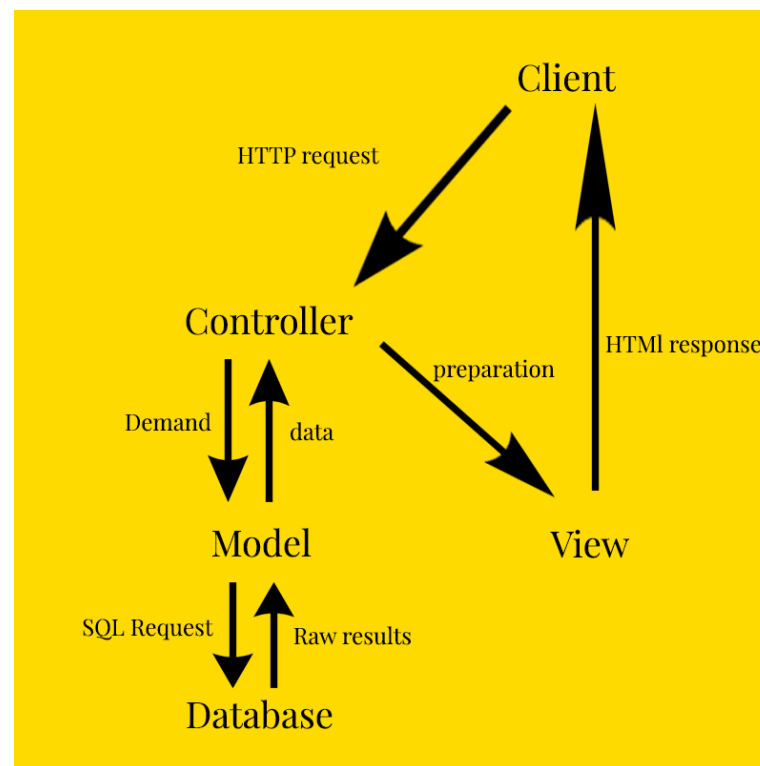 Client
HTTP request
Controller
HTMl response
preparation
Demand
data
Model
View
SQL Request
Raw results
Database